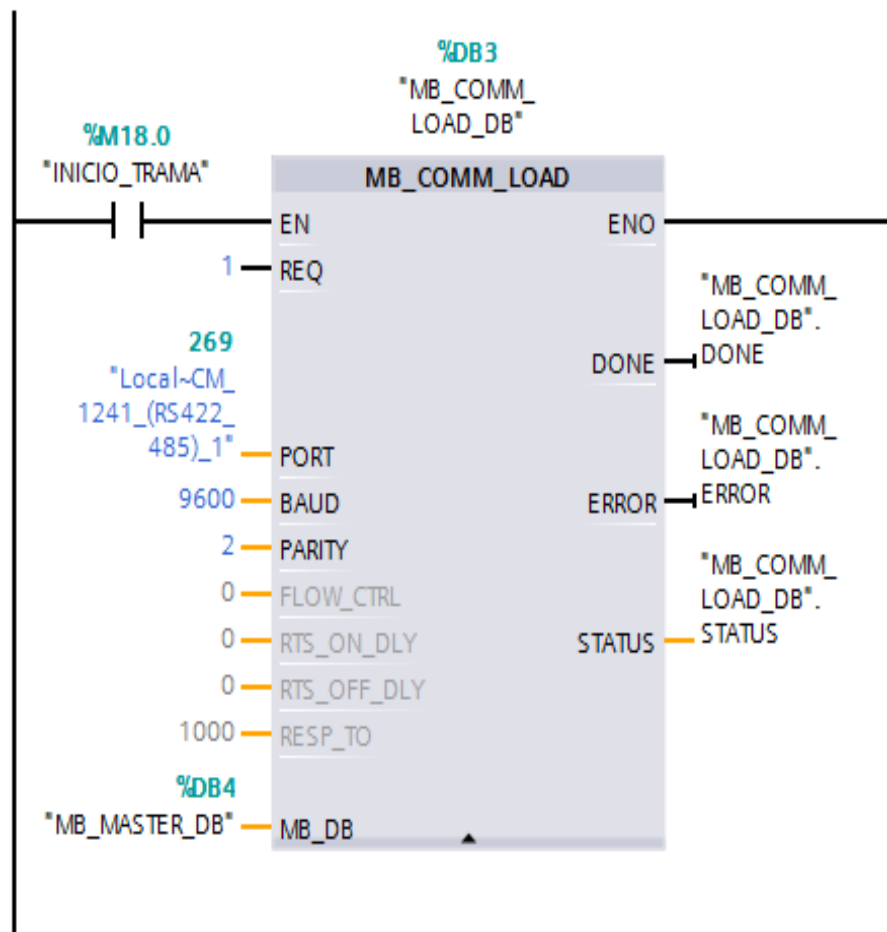 %DB3
"MB_COMM_
LOAD_DB"
%M18.0
"INICIO_TRAMA"
MB_COMM_LOAD
EN
ENO
1
REQ
269
"Local~CM_
1241_(RS422_
485)_1"
PORT
9600
BAUD
2
PARITY
0
FLOW_CTRL
0
RTS_ON_DLY
0
RTS_OFF_DLY
1000
RESP_TO
%DB4
"MB_MASTER_DB"
MB_DB
DONE
"MB_COMM_
LOAD_DB".
DONE
ERROR
"MB_COMM_
LOAD_DB".
ERROR
STATUS
"MB_COMM_
LOAD_DB".
STATUS